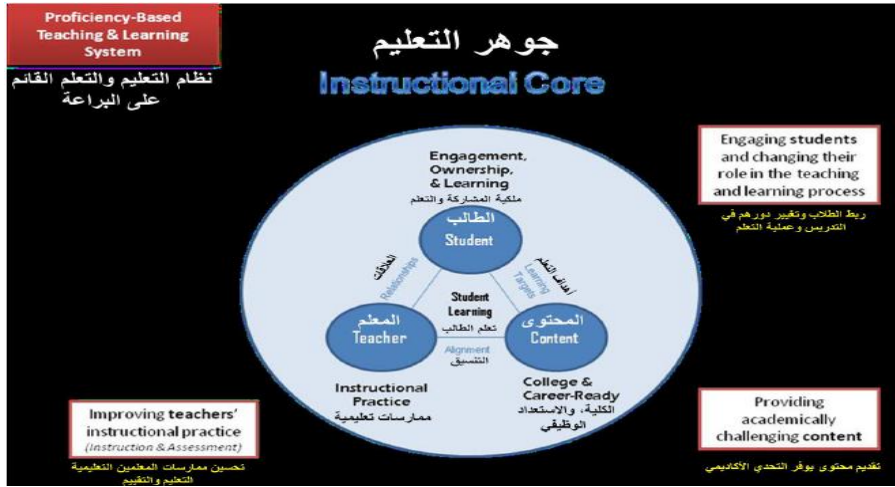 Proficiency-Based
Teaching & Learning
System
نظام التعليم والتعلم القائم
على البراعة
جوهر التعليم
Instructional Core
Engaging students
and changing their
role in the teaching
and learning process
ربط الطلاب وتغيير دورهم في
التدريس وعملية التعلم
Engagement,
Ownership,
& Learning
ملكية المشاركة والتعلم
الطالب
Student
العلاقات
Relationships
أهداف التعلم
Learning
Targets
Student
Learning
تعلم الطالب
المعلم
Teacher
المحتوى
Content
Alignment
التنسيق
Instructional
Practice
ممارسات تعليمية
College &
Career-Ready
الكلية، والاستعداد
الوظيفي
Improving teachers'
instructional practice
(Instruction & Assessment)
تحسين ممارسات المعلمين التعليمية
التعليم والتقييم
Providing
academically
challenging content
تقديم محتوى يوفر التحدي الأكاديمي